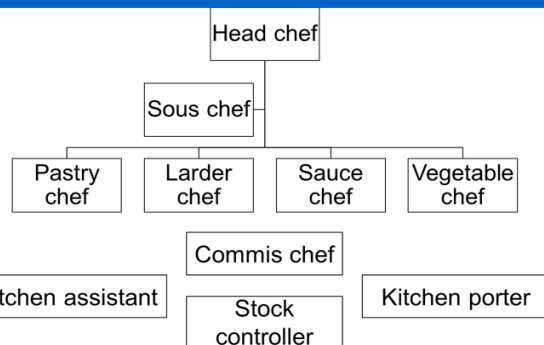 Head chef
Sous chef
Pastry
chef
Larder
chef
Sauce
chef
Vegetable
chef
Commis chef
tchen assistant
Kitchen porter
Stock
controller